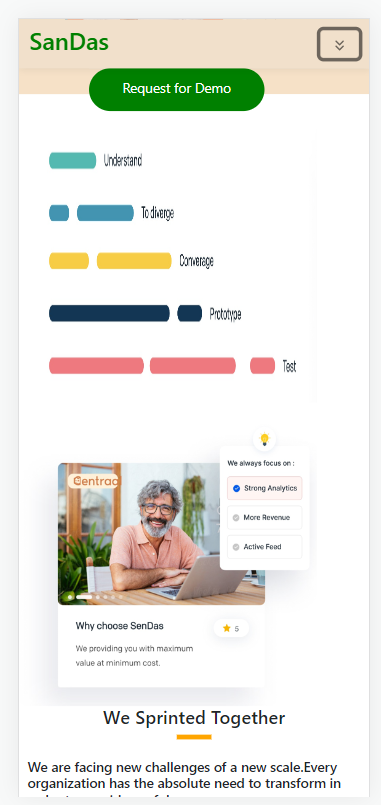 SanDas
Request for Demo
Understand
To diverge
Converage
Prototype
Test
We always focus on :
Strong Analytics
More Revenue
Active Feed
entrac
Why choose SenDas
5
We providing you with maximum
value at minimum cost.
We Sprinted Together
We are facing new challenges of a new scale.Every
organization has the absolute need to transform in